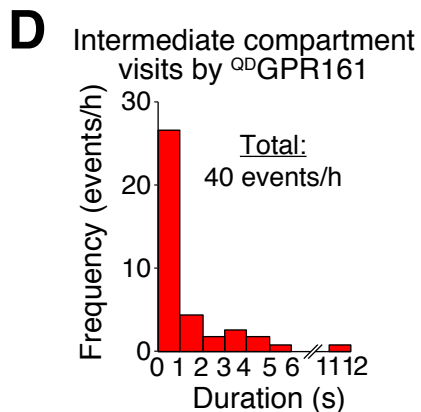 D
Intermediate compartment
visits by QDGPR161
Frequency (events/h)
30
20
10
0
Total:
40 events/h
0 1 2 3 4 5 6 11 12
Duration (s)